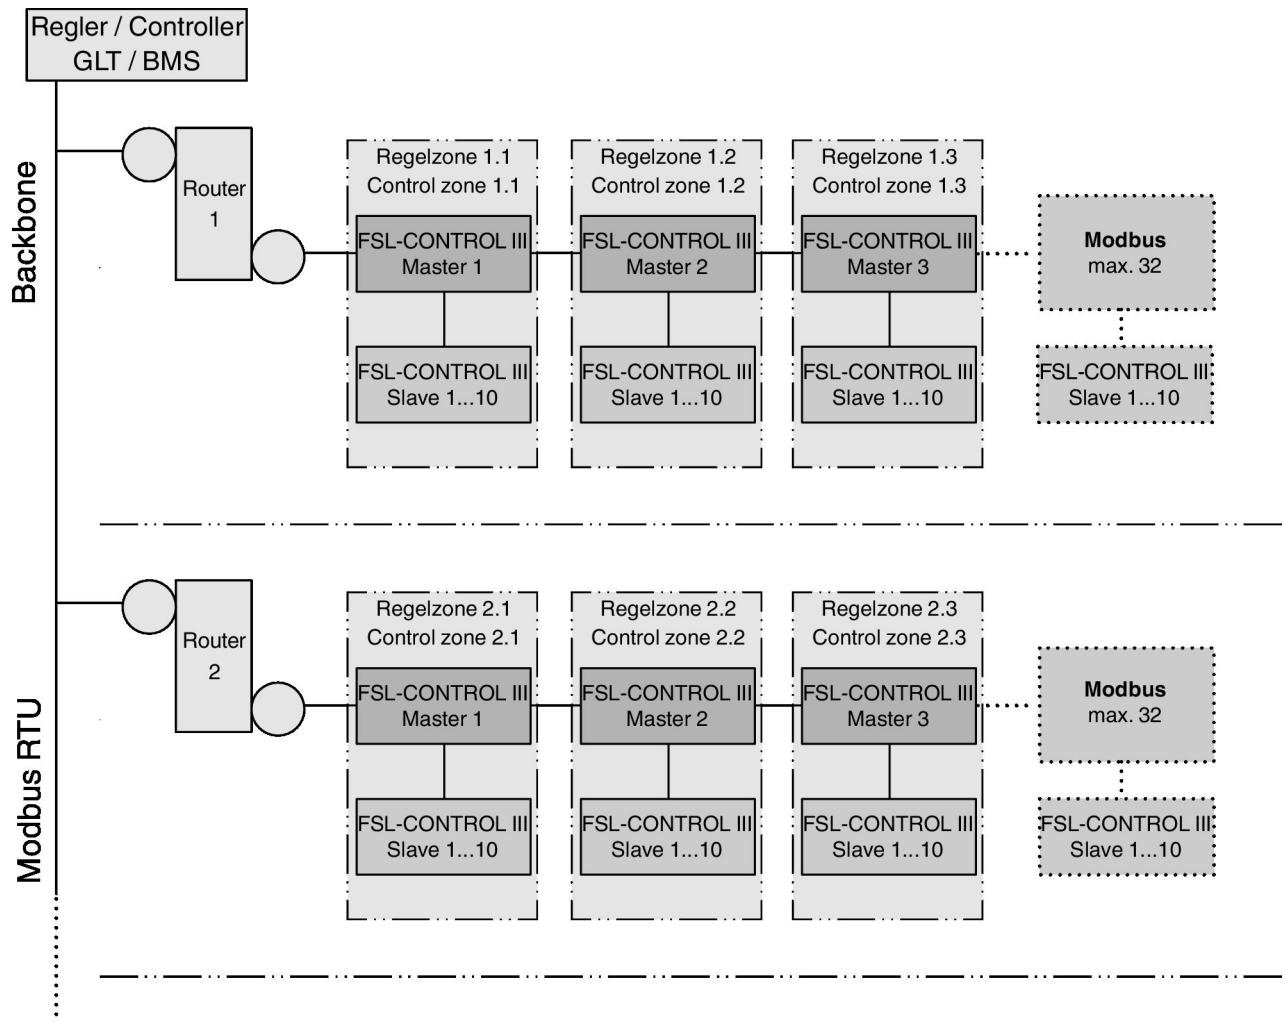 Regler / Controller
GLT / BMS
Backbone
Router
1
Regelzone 1.1
Control zone 1.1
FSL-CONTROL III
Master 1
FSL-CONTROL III
Slave 1...10
Regelzone 1.2
Control zone 1.2
FSL-CONTROL III
Master 2
FSL-CONTROL III
Slave 1...10
Regelzone 1.3
Control zone 1.3
FSL-CONTROL III
Master 3
FSL-CONTROL III
Slave 1...10
Modbus
max. 32
FSL-CONTROL III
Slave 1...10
Modbus RTU
Router
2
Regelzone 2.1
Control zone 2.1
FSL-CONTROL III
Master 1
FSL-CONTROL III
Slave 1...10
Regelzone 2.2
Control zone 2.2
FSL-CONTROL III
Master 2
FSL-CONTROL III
Slave 1...10
Regelzone 2.3
Control zone 2.3
FSL-CONTROL III
Master 3
FSL-CONTROL III
Slave 1...10
Modbus
max. 32
FSL-CONTROL III
Slave 1...10